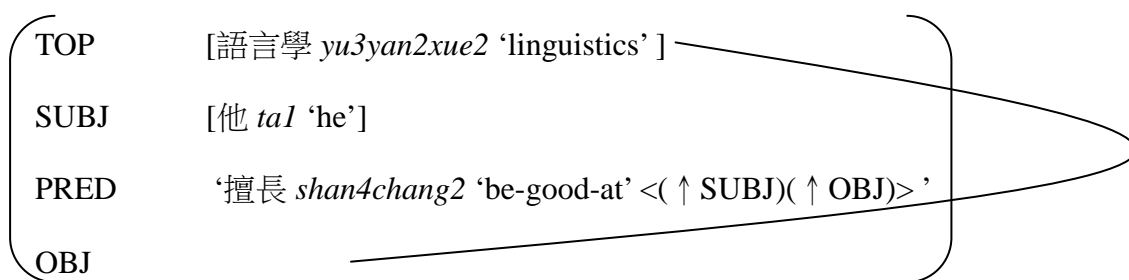 TOP [語言學 yu3yan2xue2 ‘linguistics’ ]
SUBJ [他 ta1 ‘he’]
PRED ‘擅長 shan4chang2 ‘be-good-at’ <(↑SUBJ)(↑OBJ)> ’
OBJ